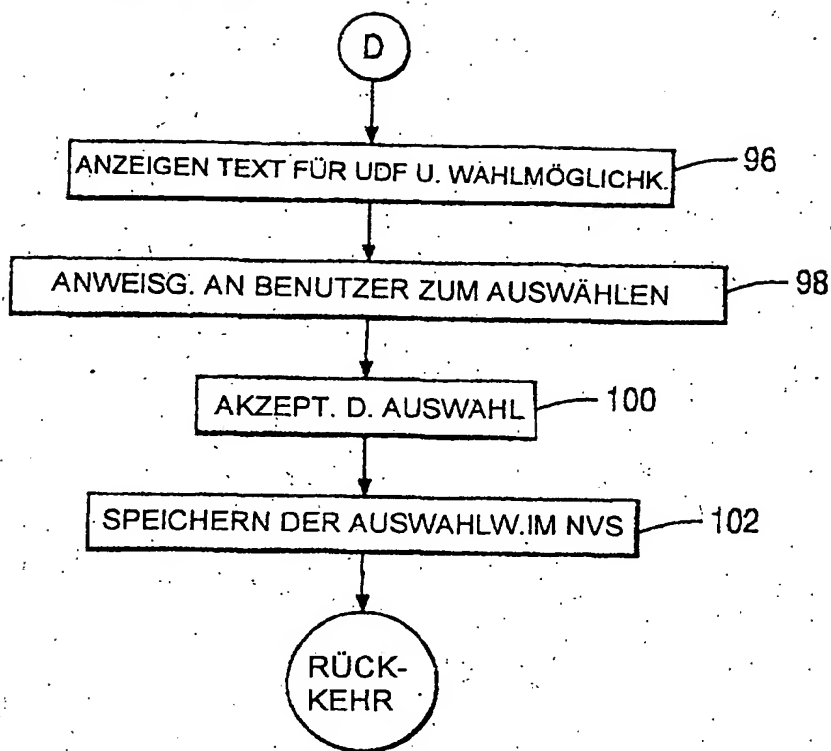 D
ANZEIGEN TEXT FÜR UDF U. WAHLMÖGLICHK. 96
ANWEISG. AN BENUTZER ZUM AUSWÄHLEN 98
AKZEPT. D. AUSWAHL 100
SPEICHERN DER AUSWAHLW.IM NVS 102
RÜCK-
KEHR